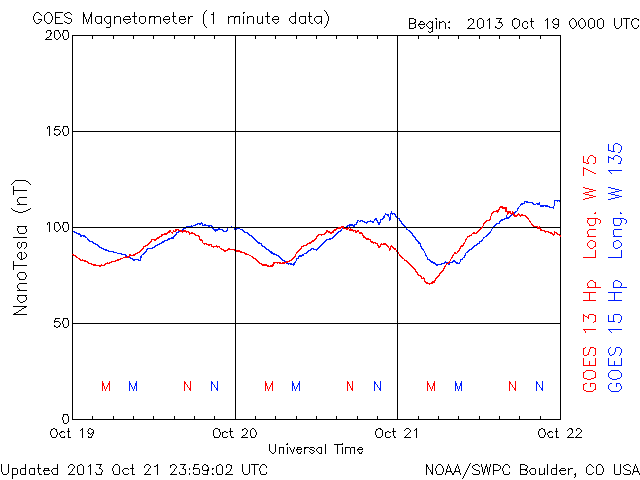 GOES Magnetometer (1 minute data)
Begin: 2013 Oct 19 0000 UTC
200
150
100
50
0
NanoTesla (nT)
M M N N M M N N M M N N
Oct 19 Oct 20 Oct 21 Oct 22
Universal Time
GOES 13 Hp Long. W 75
GOES 15 Hp Long. W 135
Updated 2013 Oct 21 23:59:02 UTC
NOAA/SWPC Boulder, CO USA